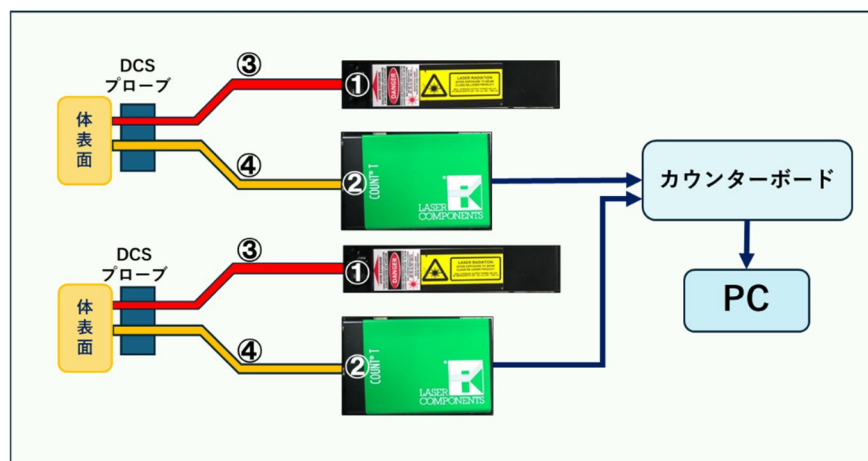 DCS
プローブ
③
①
DANGER
LASER RADIATION
体
表
面
④
②
COUNT® T
LASER
COMPONENTS
カウンターボード
PC
DCS
プローブ
③
①
DANGER
体
表
面
④
②
COUNT® T
LASER
COMPONENTS